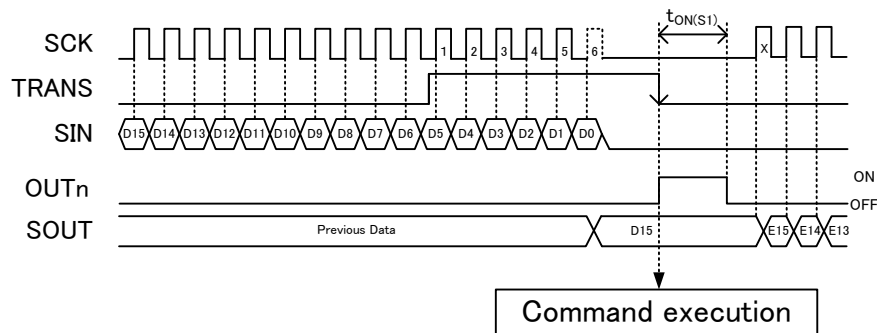 tON(S1)
SCK 1 2 3 4 5 6 X
TRANS
SIN D15 D14 D13 D12 D11 D10 D9 D8 D7 D6 D5 D4 D3 D2 D1 D0
OUTn ON
OFF
SOUT Previous Data D15 E15 E14 E13
Command execution